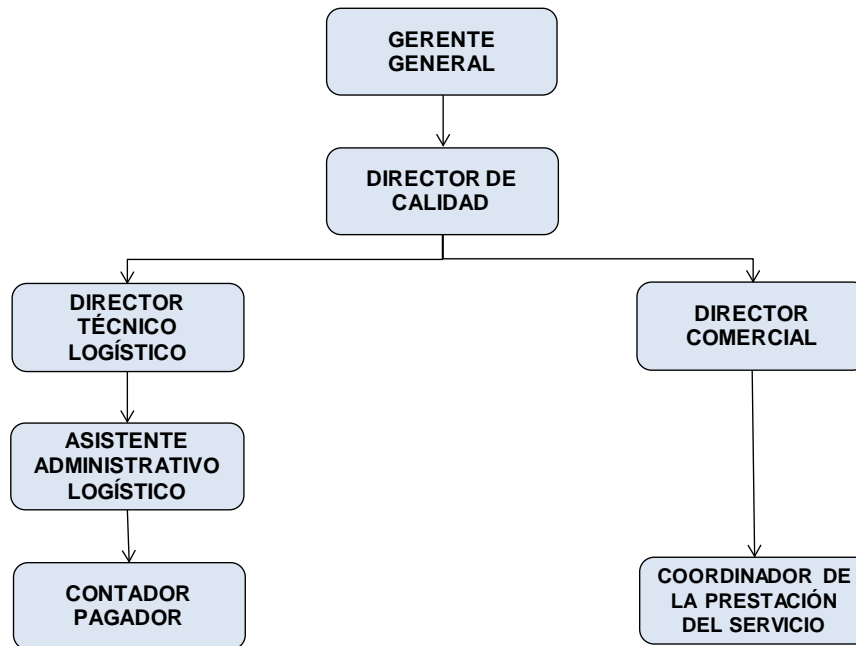 GERENTE
GENERAL
DIRECTOR DE
CALIDAD
DIRECTOR
TÉCNICO
LOGÍSTICO
DIRECTOR
COMERCIAL
ASISTENTE
ADMINISTRATIVO
LOGÍSTICO
CONTADOR
PAGADOR
COORDINADOR DE
LA PRESTACIÓN
DEL SERVICIO